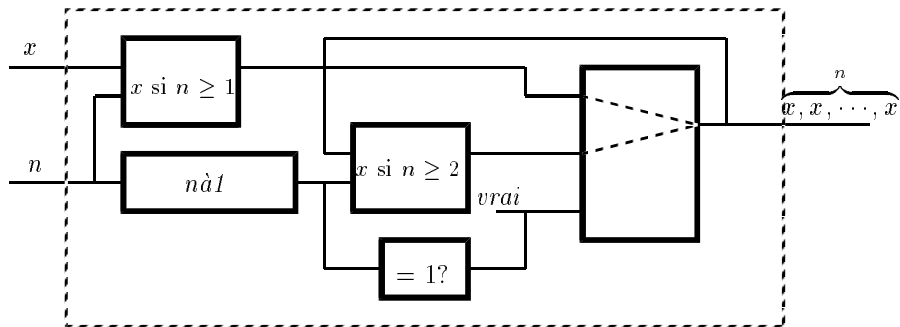 x
x si n ≥ 1
n
x, x, ⋯, x
n
nà1
x si n ≥ 2
vrai
= 1?